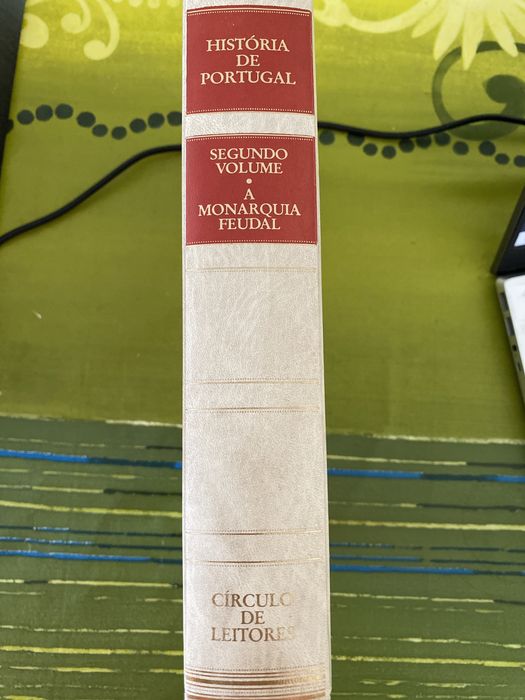 HISTÓRIA
DE
PORTUGAL
SEGUNDO
VOLUME
•
A
MONARQUIA
FEUDAL
CÍRCULO
DE
LEITORES